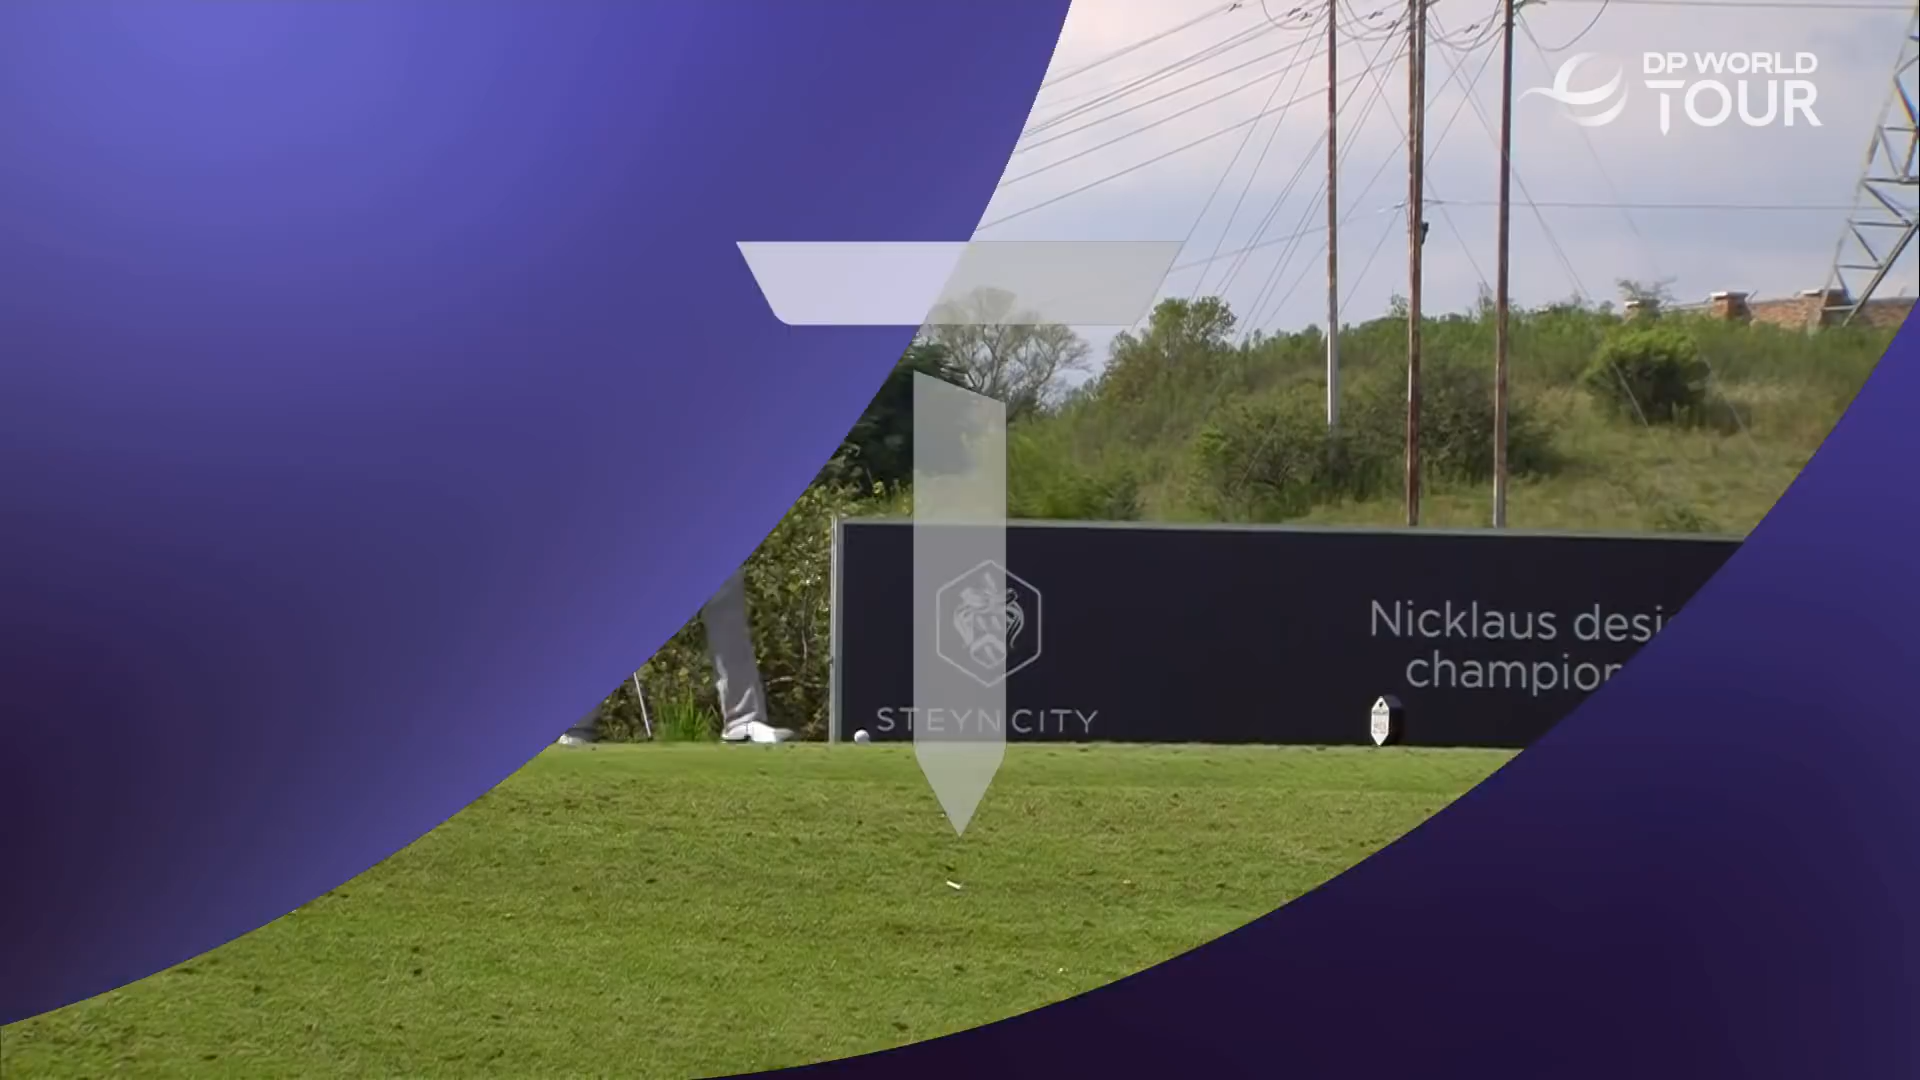 DP WORLD
TOUR
Nicklaus desi
champion
STEYN CITY